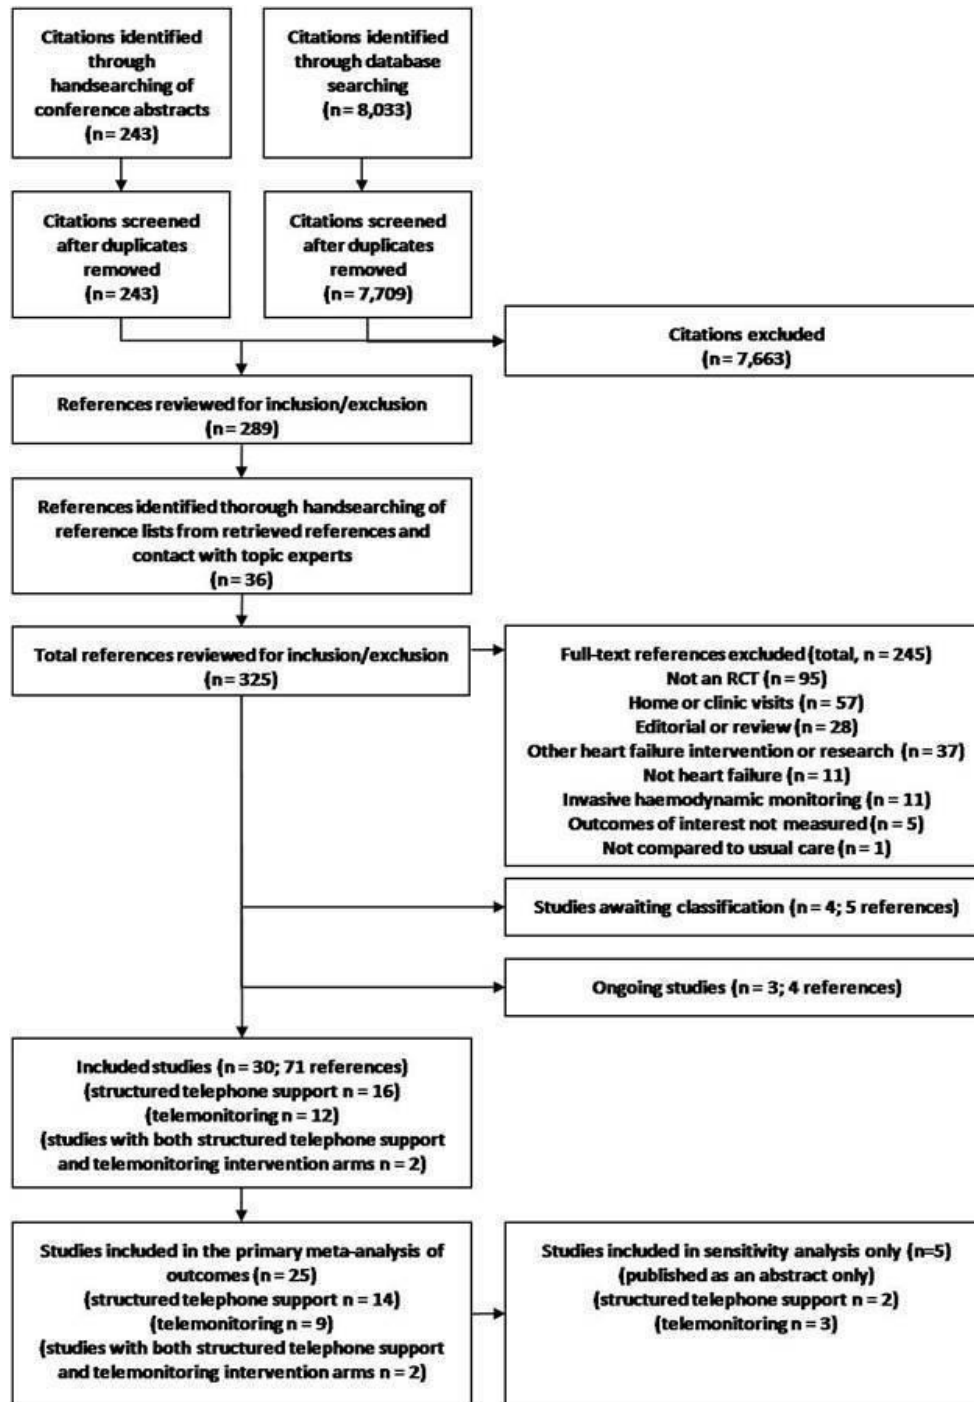 Citations identified
through
handsearching of
conference abstracts
(n = 243)
Citations identified
through database
searching
(n = 8,033)
Citations screened
after duplicates
removed
(n = 243)
Citations screened
after duplicates
removed
(n = 7,709)
Citations excluded
(n = 7,663)
References reviewed for inclusion/exclusion
(n = 289)
References identified thorough handsearching of
reference lists from retrieved references and
contact with topic experts
(n = 36)
Total references reviewed for inclusion/exclusion
(n = 325)
Full-text references excluded (total, n = 245)
Not an RCT (n = 95)
Home or clinic visits (n = 57)
Editorial or review (n = 28)
Other heart failure intervention or research (n = 37)
Not heart failure (n = 11)
Invasive haemodynamic monitoring (n = 11)
Outcomes of interest not measured (n = 5)
Not compared to usual care (n = 1)
Studies awaiting classification (n = 4; 5 references)
Ongoing studies (n = 3; 4 references)
Included studies (n = 30; 71 references)
(structured telephone support n = 16)
(telemonitoring n = 12)
(studies with both structured telephone support
and telemonitoring intervention arms n = 2)
Studies included in the primary meta-analysis of
outcomes (n = 25)
(structured telephone support n = 14)
(telemonitoring n = 9)
(studies with both structured telephone support
and telemonitoring intervention arms n = 2)
Studies included in sensitivity analysis only (n=5)
(published as an abstract only)
(structured telephone support n = 2)
(telemonitoring n = 3)